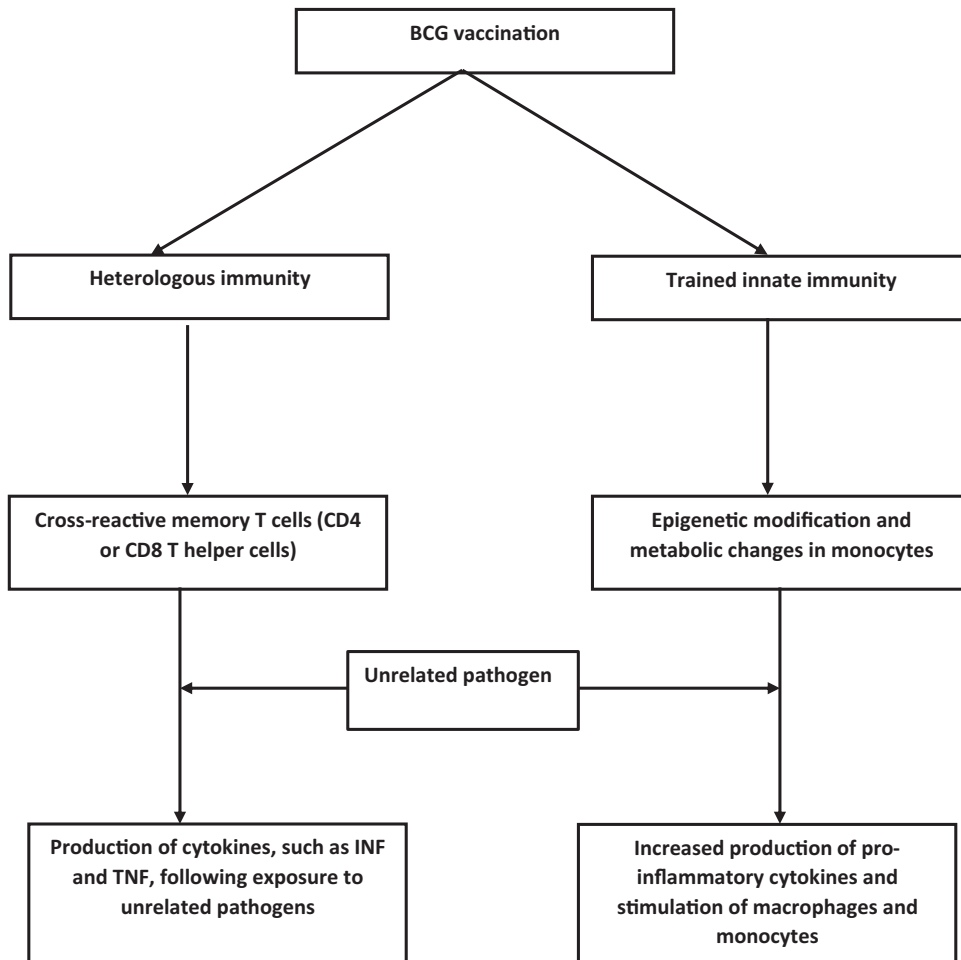 BCG vaccination
Heterologous immunity
Trained innate immunity
Cross-reactive memory T cells (CD4
or CD8 T helper cells)
Epigenetic modification and
metabolic changes in monocytes
Unrelated pathogen
Production of cytokines, such as INF
and TNF, following exposure to
unrelated pathogens
Increased production of pro-
inflammatory cytokines and
stimulation of macrophages and
monocytes